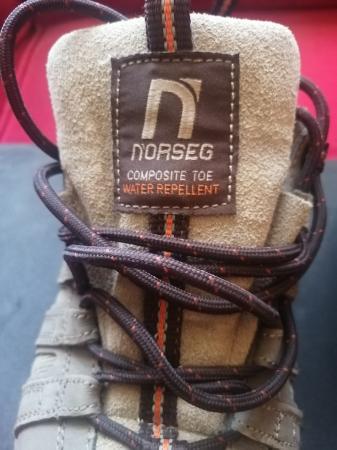 NORSEG
COMPOSITE TOE
WATER REPELLENT